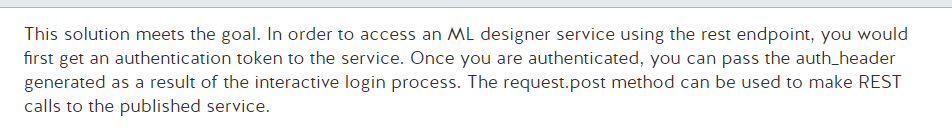 This solution meets the goal. In order to access an ML designer service using the rest endpoint, you would
first get an authentication token to the service. Once you are authenticated, you can pass the auth_header
generated as a result of the interactive login process. The request.post method can be used to make REST
calls to the published service.